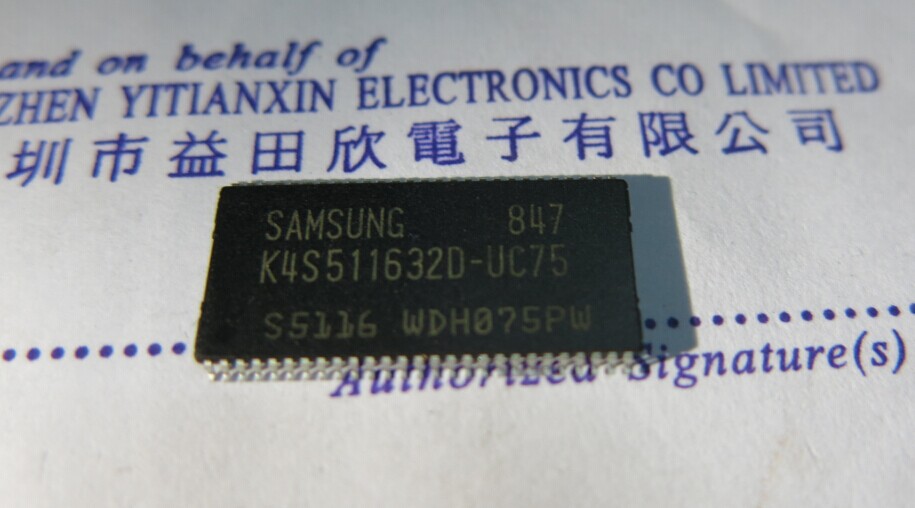 and on behalf of
ZHEN YITIANXIN ELECTRONICS CO LIMITED
圳市益田欣電子有限公司
SAMSUNG 847
K4S511632D-UC75
S5116 WDH075PW
Authorized Signature(s)